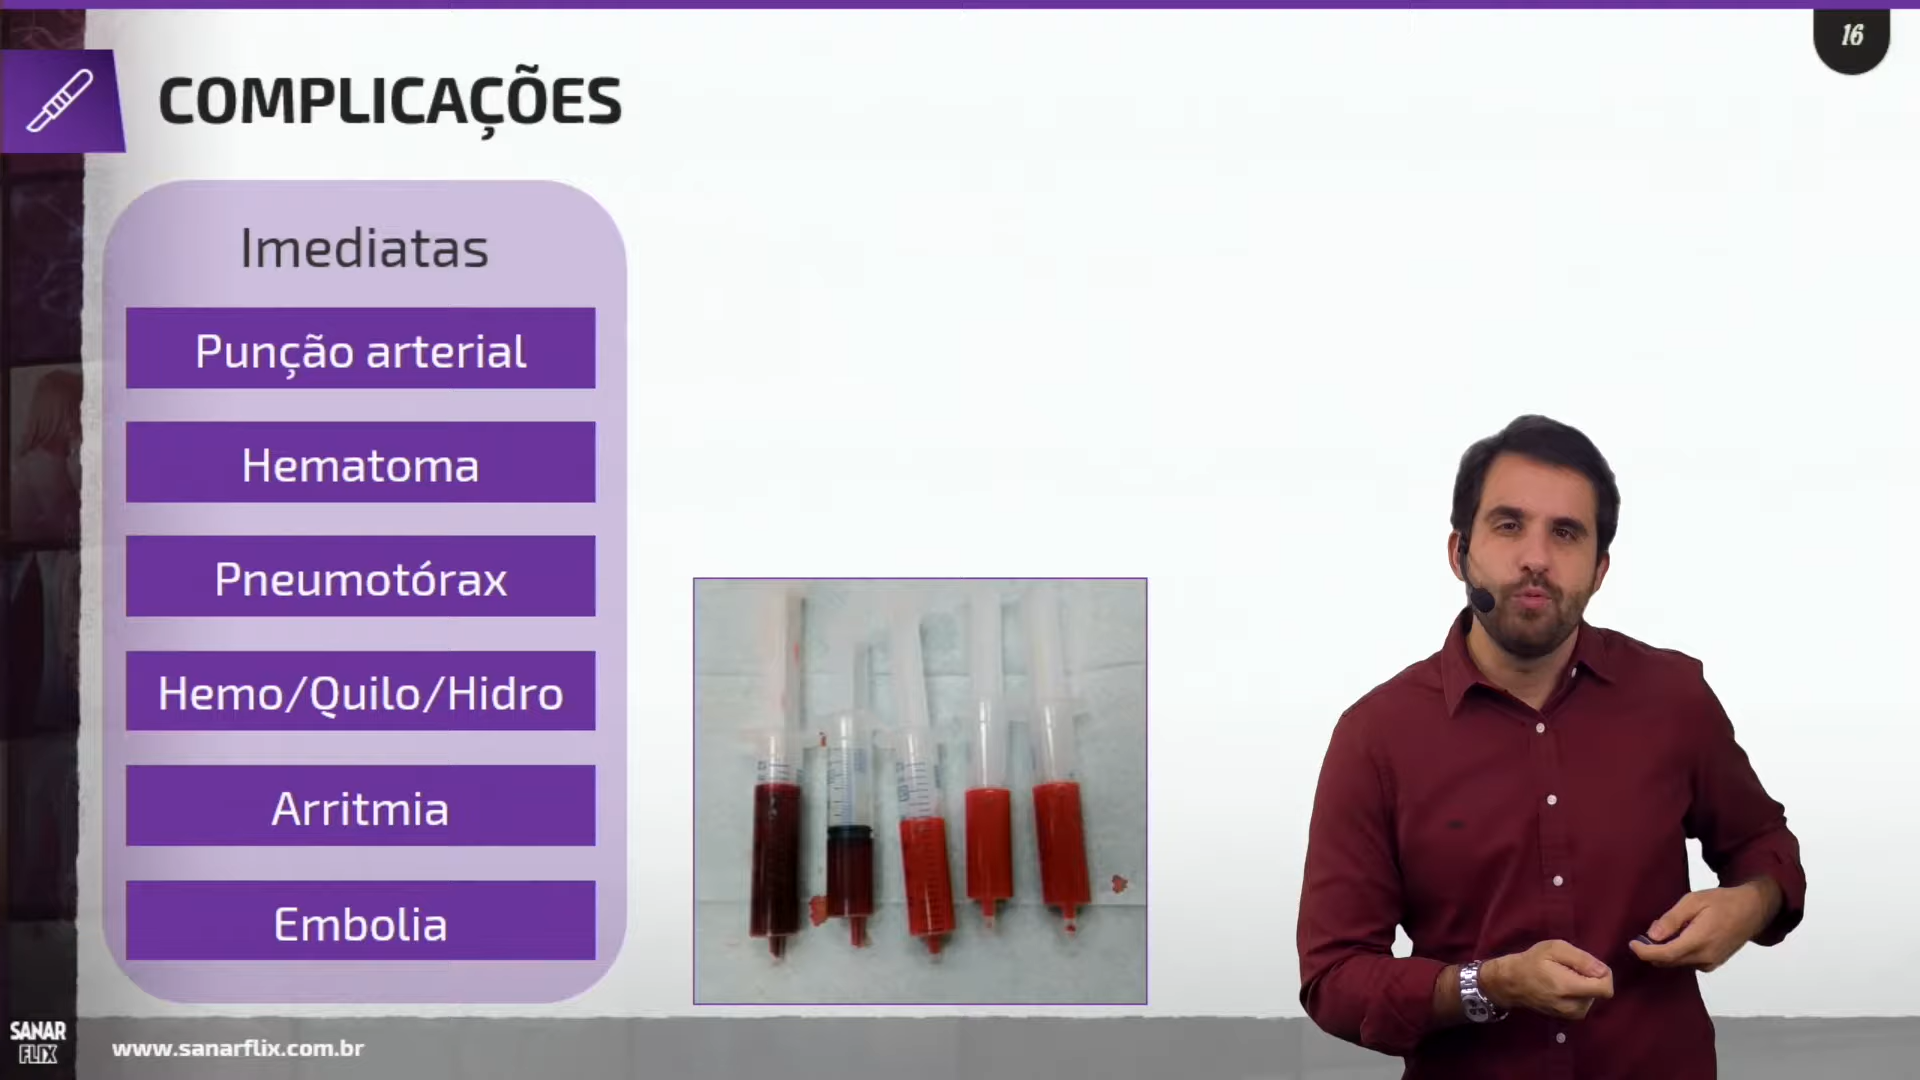 16
COMPLICAÇÕES
Imediatas
Punção arterial
Hematoma
Pneumotórax
Hemo/Quilo/Hidro
Arritmia
Embolia
SANAR
FLIX
www.sanarflix.com.br